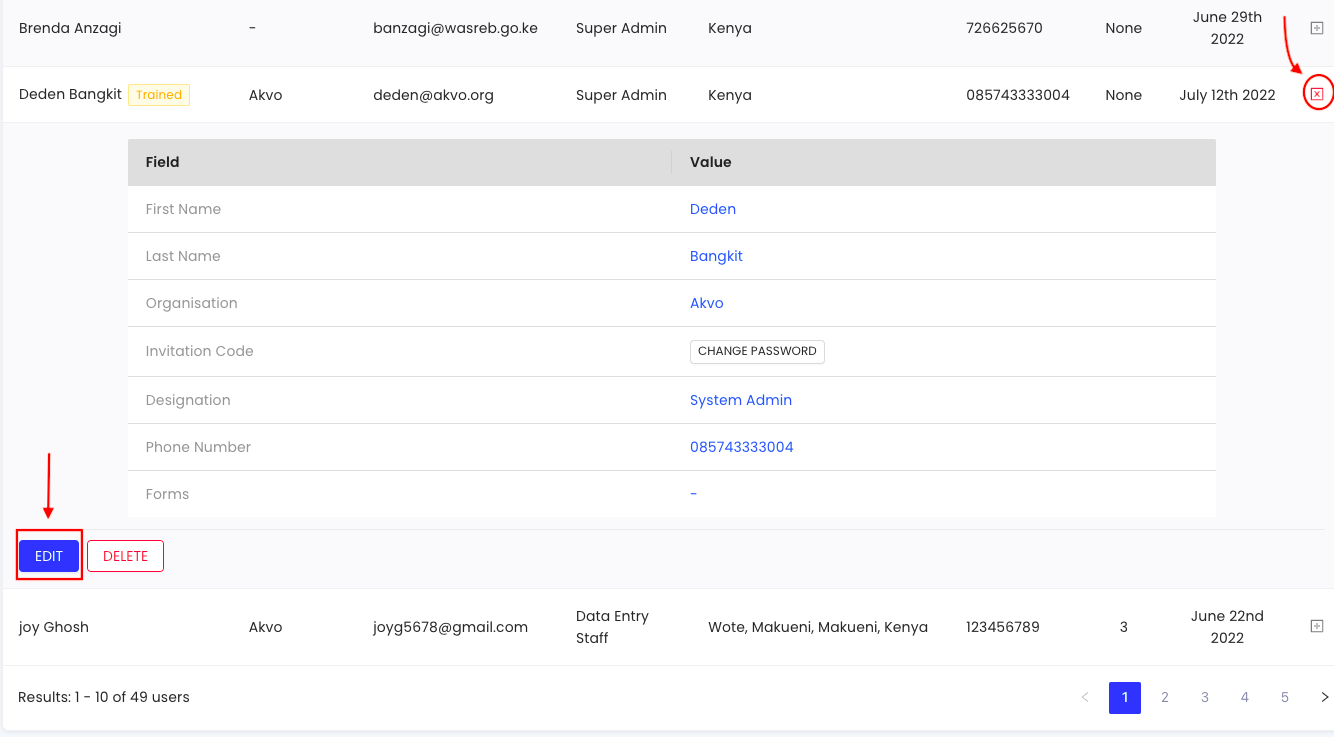 Brenda Anzagi - banzagi@wasreb.go.ke Super Admin Kenya 726625670 None June 29th
2022
Deden Bangkit Trained Akvo deden@akvo.org Super Admin Kenya 085743333004 None July 12th 2022
Field Value
First Name Deden
Last Name Bangkit
Organisation Akvo
Invitation Code CHANGE PASSWORD
Designation System Admin
Phone Number 085743333004
Forms -
EDIT DELETE
joy Ghosh Akvo joyg5678@gmail.com Data Entry
Staff Wote, Makueni, Makueni, Kenya 123456789 3 June 22nd
2022
Results: 1 - 10 of 49 users < 1 2 3 4 5 >